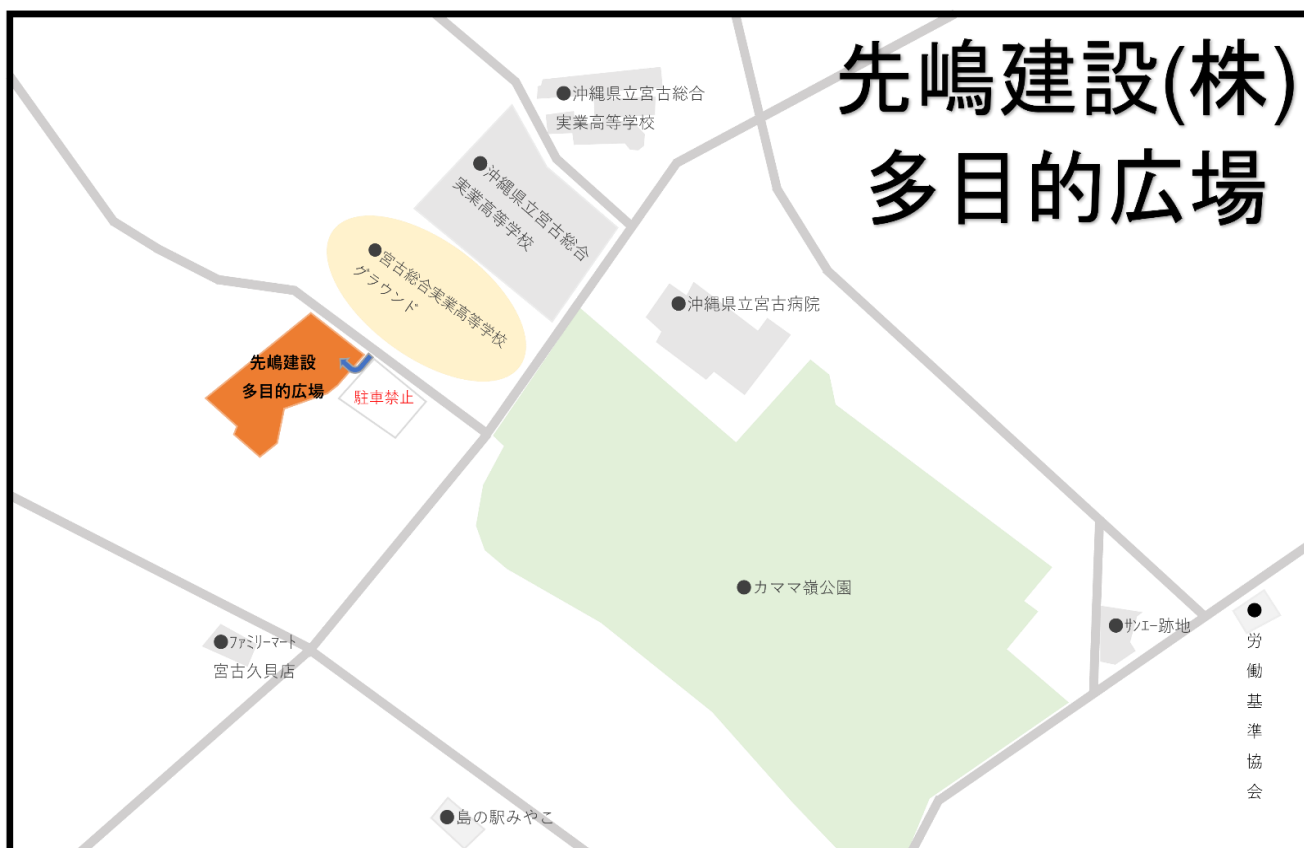 先嶋建設(株)
多目的広場
●沖縄県立宮古総合
実業高等学校
●沖縄県立宮古総合
実業高等学校
●宮古総合実業高等学校
グラウンド
●沖縄県立宮古病院
先嶋建設
多目的広場
駐車禁止
●カママ嶺公園
●ｻﾝｴｰ跡地
●
労
働
基
準
協
会
●ﾌｧﾐﾘｰﾏｰﾄ
宮古久貝店
●島の駅みやこ